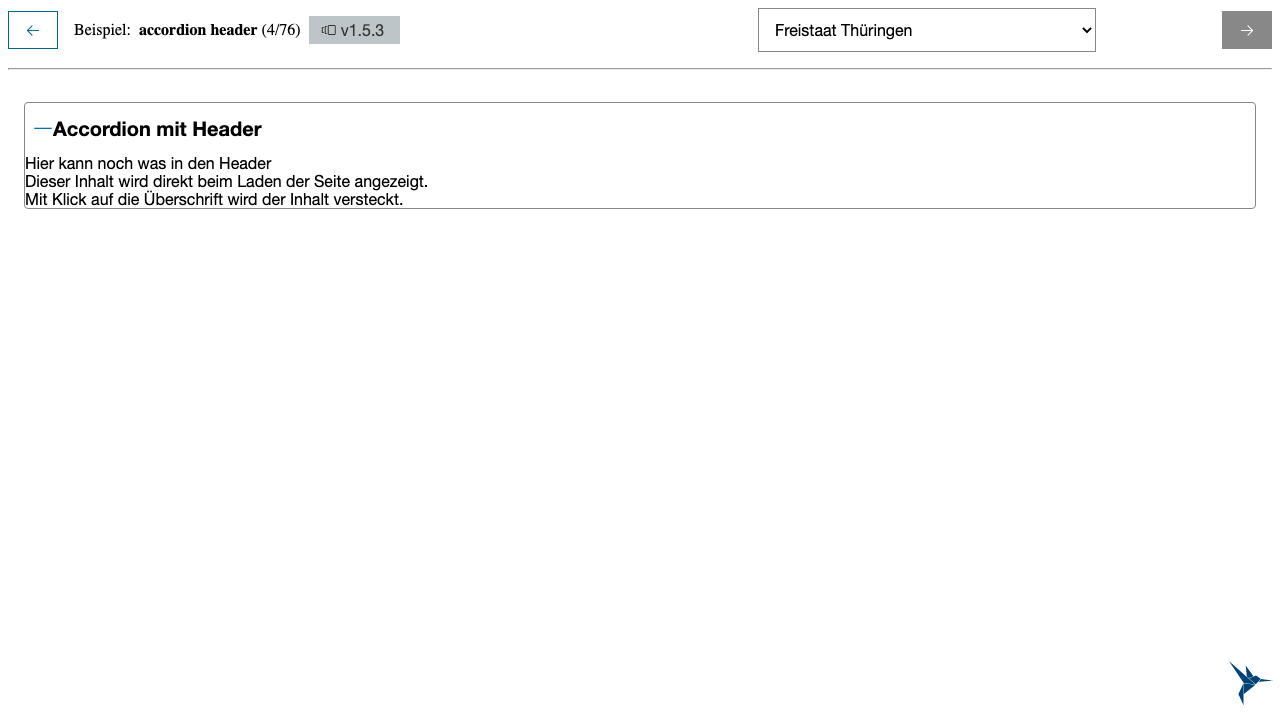 Beispiel: accordion header (4/76) v1.5.3 Freistaat Thüringen
Accordion mit Header
Hier kann noch was in den Header
Dieser Inhalt wird direkt beim Laden der Seite angezeigt.
Mit Klick auf die Überschrift wird der Inhalt versteckt.